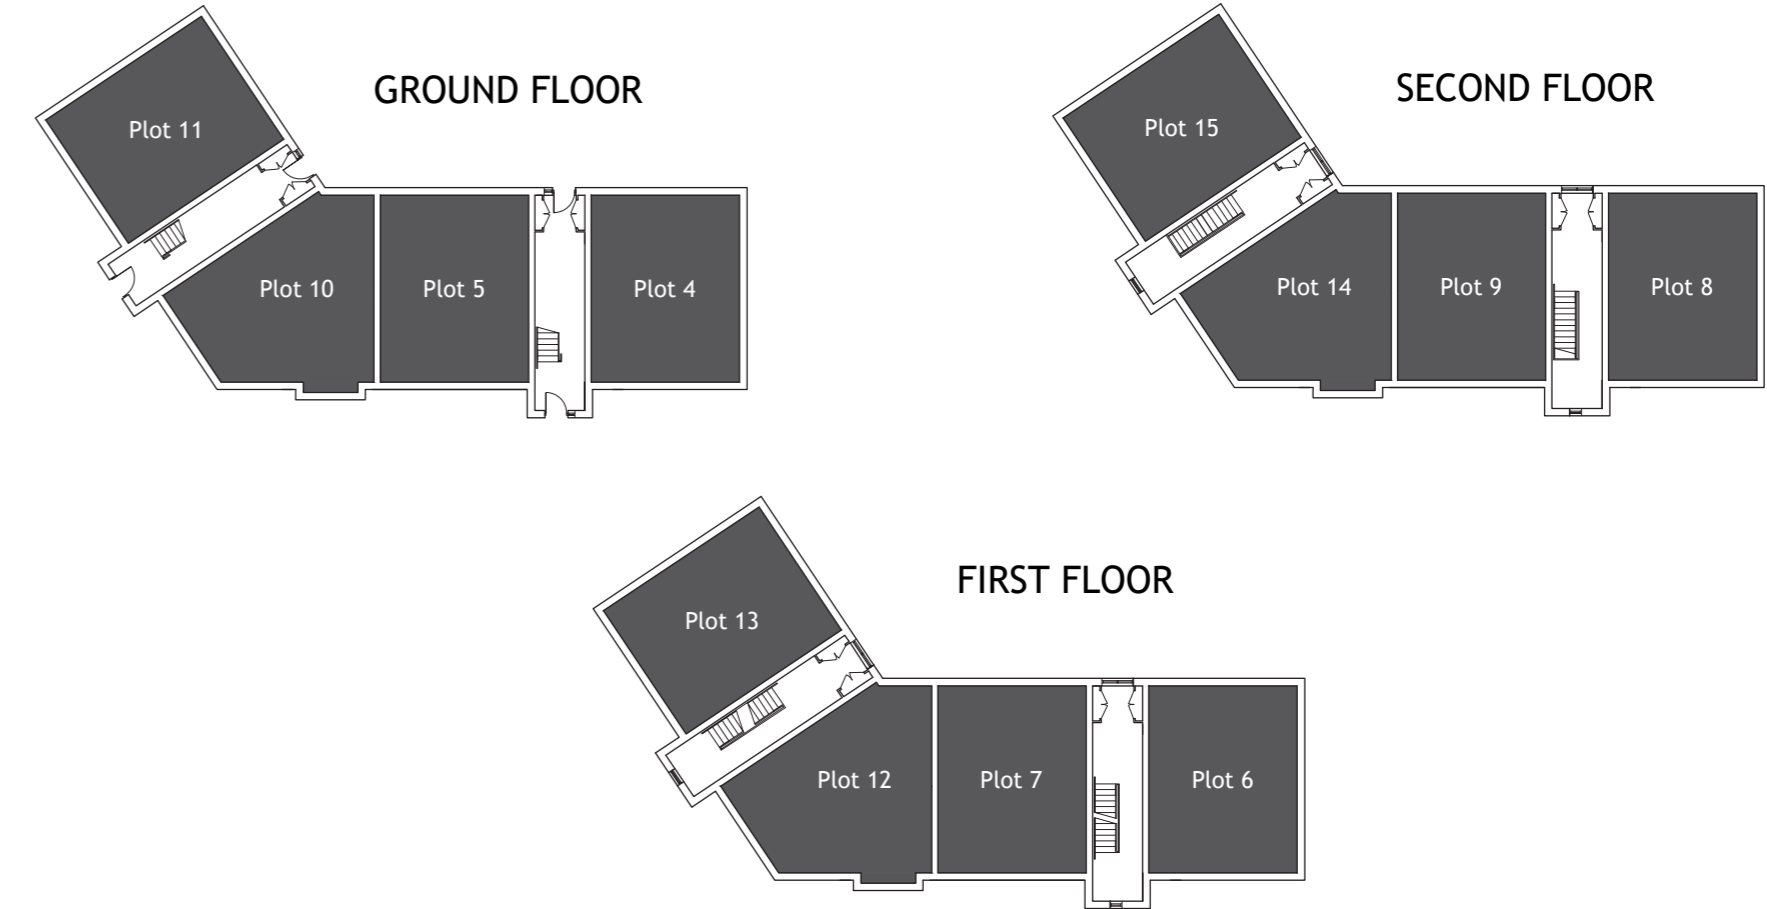 GROUND FLOOR
Plot 11
Plot 10
Plot 5
Plot 4
SECOND FLOOR
Plot 15
Plot 14
Plot 9
Plot 8
FIRST FLOOR
Plot 13
Plot 12
Plot 7
Plot 6